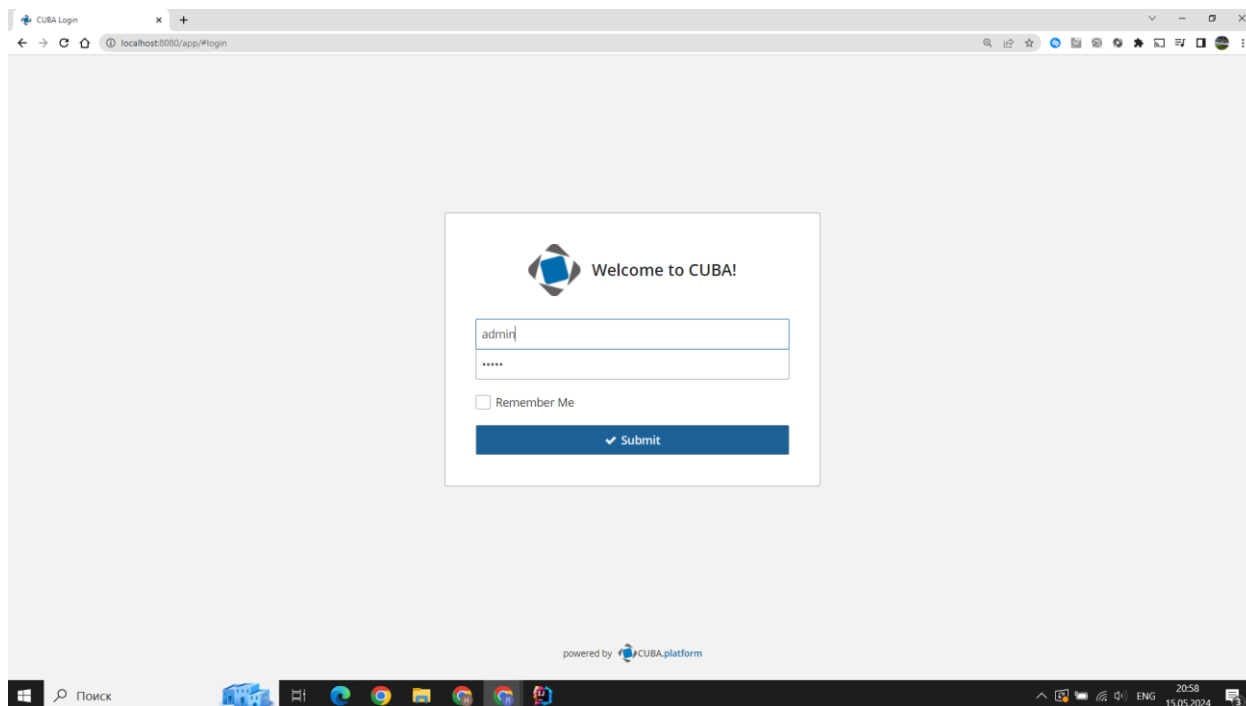 CUBA Login
localhost:8080/app/#login
Welcome to CUBA!
admin
•••••
Remember Me
Submit
powered by CUBA.platform
Поиск
ENG
20:58
15.05.2024
3